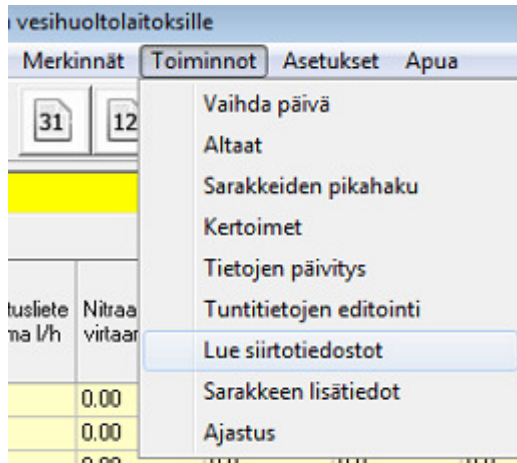 vesihuoltolaitoksille
Merkinnät Toiminnot Asetukset Apua
31 12
Vaihda päivä
Altaat
Sarakkeiden pikahaku
Kertoimet
Tietojen päivitys
Tuntitietojen editointi
Lue siirtotiedostot
Sarakkeen lisätiedot
Ajastus
tusliete Nitraa
ma l/h virtaar
0.00
0.00